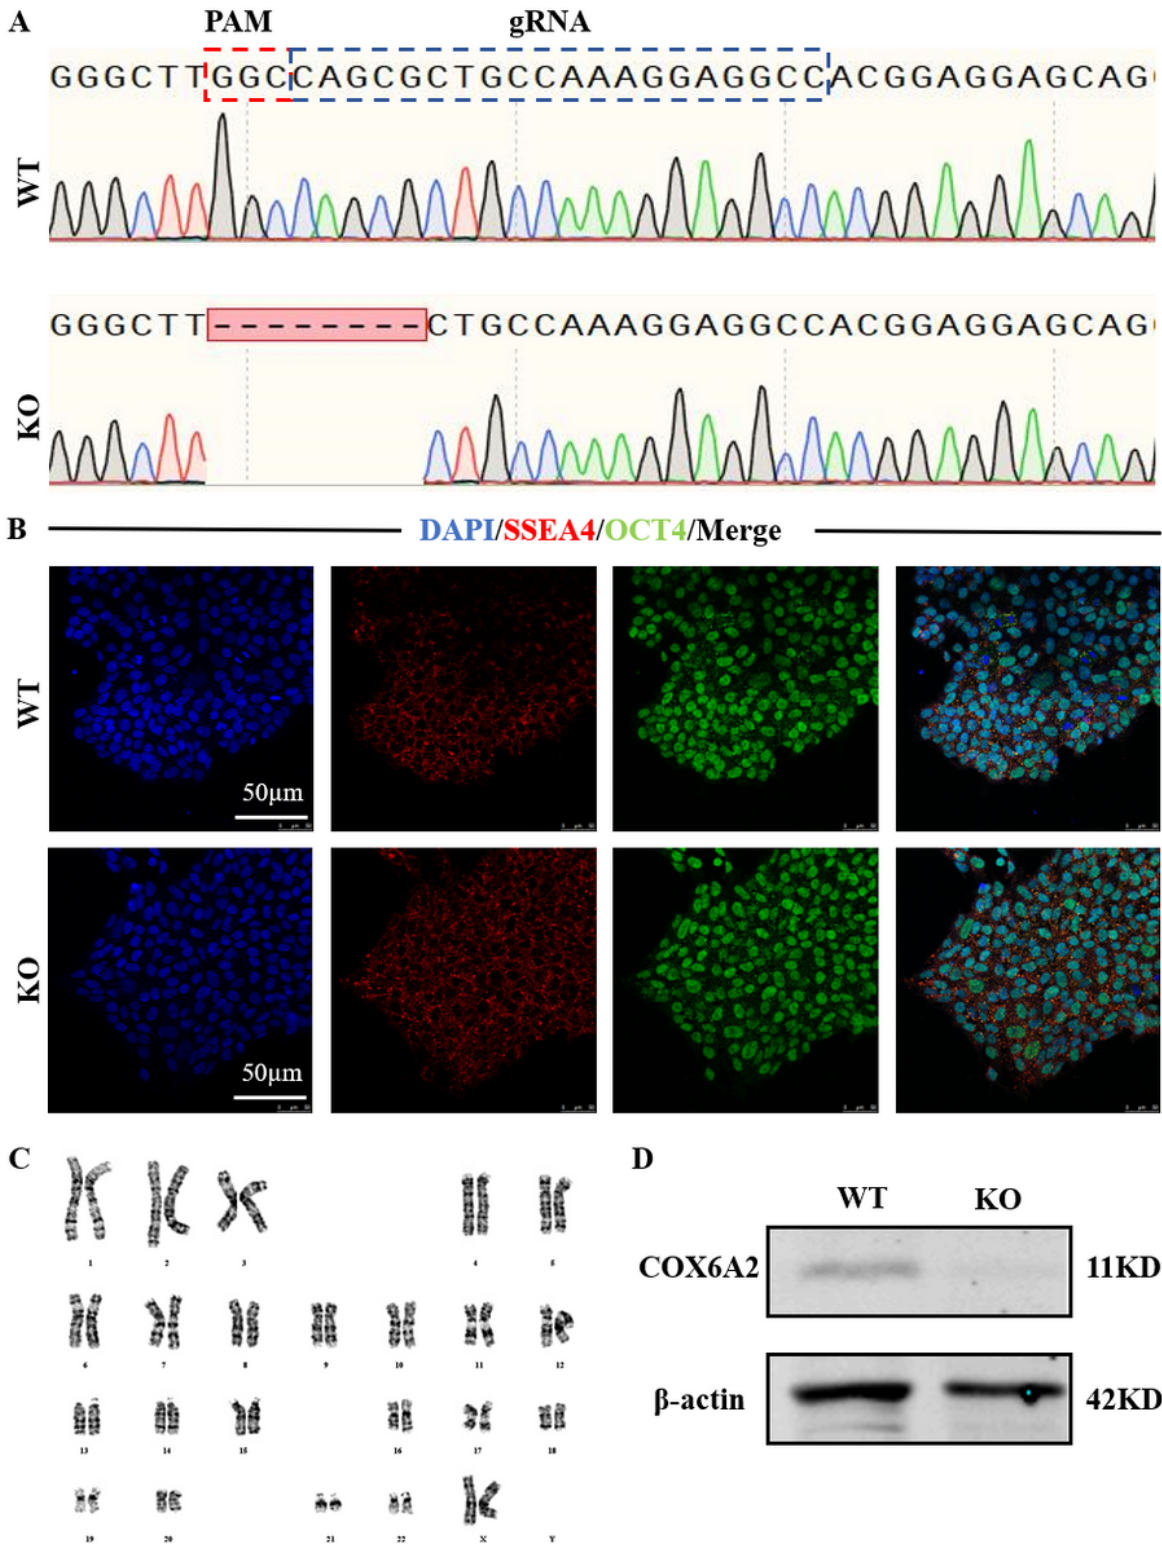 A
PAM gRNA
GGGCTTGGCCAGCGCTGCCAAAGGAGGCCACGGAGGAGCAG
WT
GGGCTT--------CTGCCAAAGGAGGCCACGGAGGAGCAG
KO
B
DAPI/SSEA4/OCT4/Merge
WT
50μm
KO
50μm
C
1 2 3 4 5
6 7 8 9 10 11 12
13 14 15 16 17 18
19 20 21 22 X Y
D
WT KO
COX6A2 11KD
β-actin 42KD